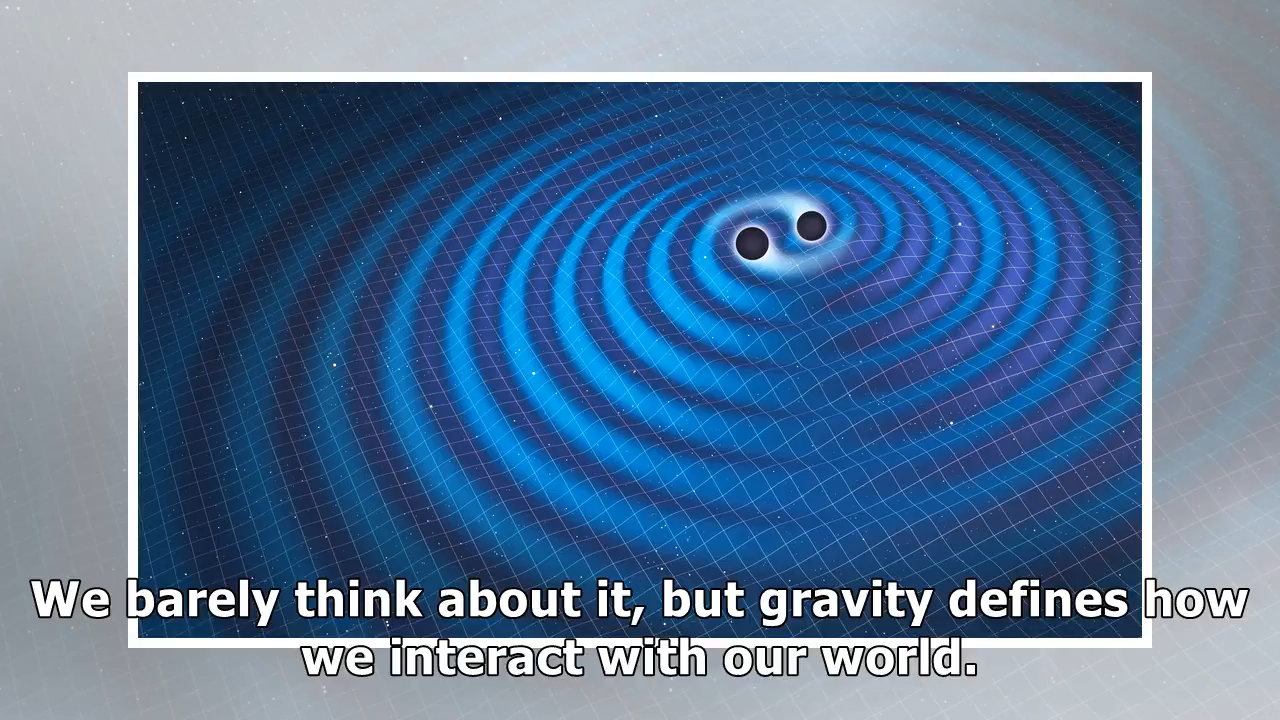 We barely think about it, but gravity defines how
we interact with our world.